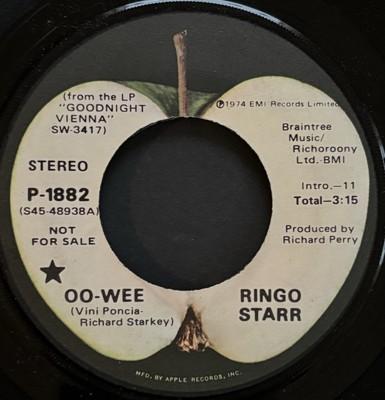 (from the LP
"GOODNIGHT
VIENNA"
SW-3417)
STEREO
P-1882
(S45-48938A)
NOT
FOR SALE
OO-WEE
(Vini Poncia-
Richard Starkey)
℗1974 EMI Records Limited
Braintree
Music/
Richoroony
Ltd.-BMI
Intro.-11
Total-3:15
Produced by
Richard Perry
RINGO
STARR
MFD. BY APPLE RECORDS, INC.